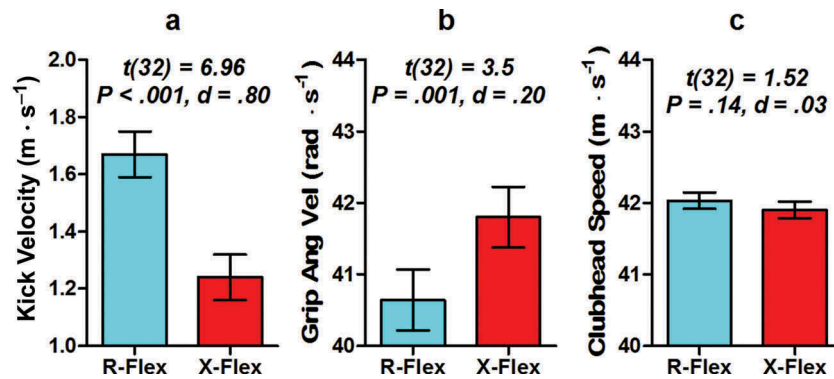 a
Kick Velocity (m · s⁻¹)
2.0
1.8
1.6
1.4
1.2
1.0
t(32) = 6.96
P < .001, d = .80
R-Flex X-Flex
b
Grip Ang Vel (rad · s⁻¹)
44
43
42
41
40
t(32) = 3.5
P = .001, d = .20
R-Flex X-Flex
c
Clubhead Speed (m · s⁻¹)
44
43
42
41
40
t(32) = 1.52
P = .14, d = .03
R-Flex X-Flex